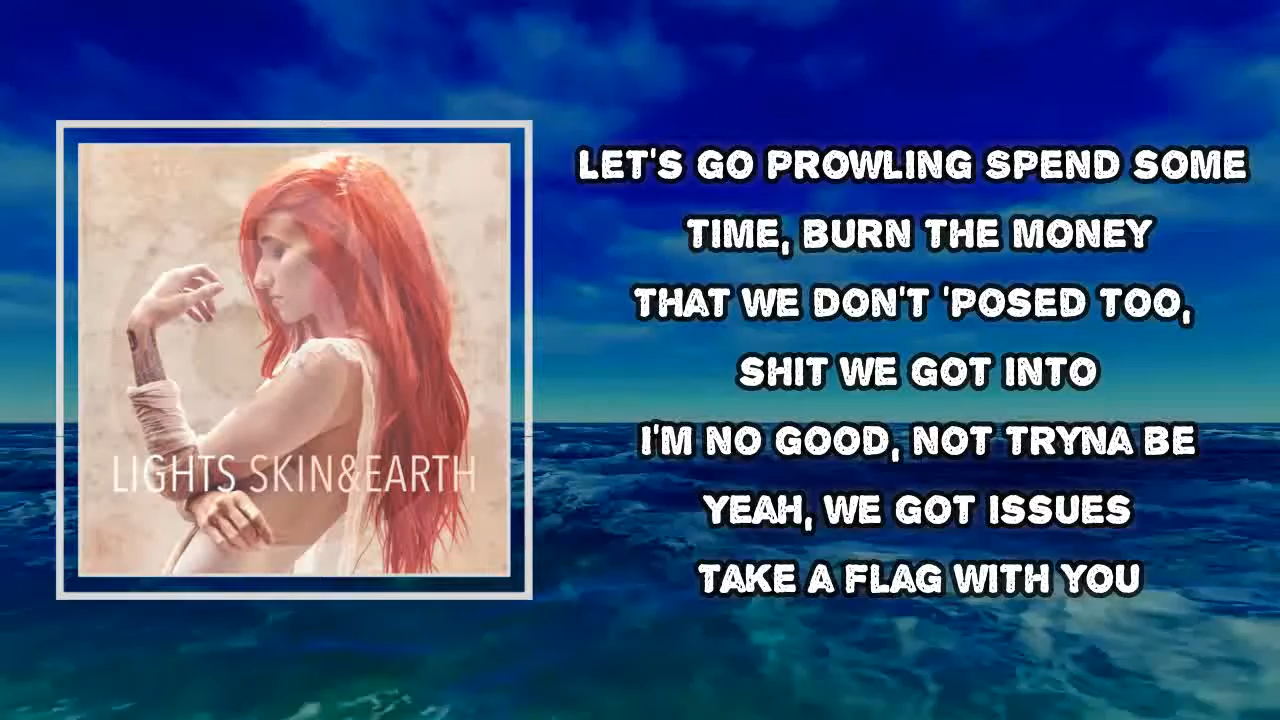 LIGHTS SKIN&EARTH
LET'S GO PROWLING SPEND SOME
TIME, BURN THE MONEY
THAT WE DON'T 'POSED TOO,
SHIT WE GOT INTO
I'M NO GOOD, NOT TRYNA BE
YEAH, WE GOT ISSUES
TAKE A FLAG WITH YOU